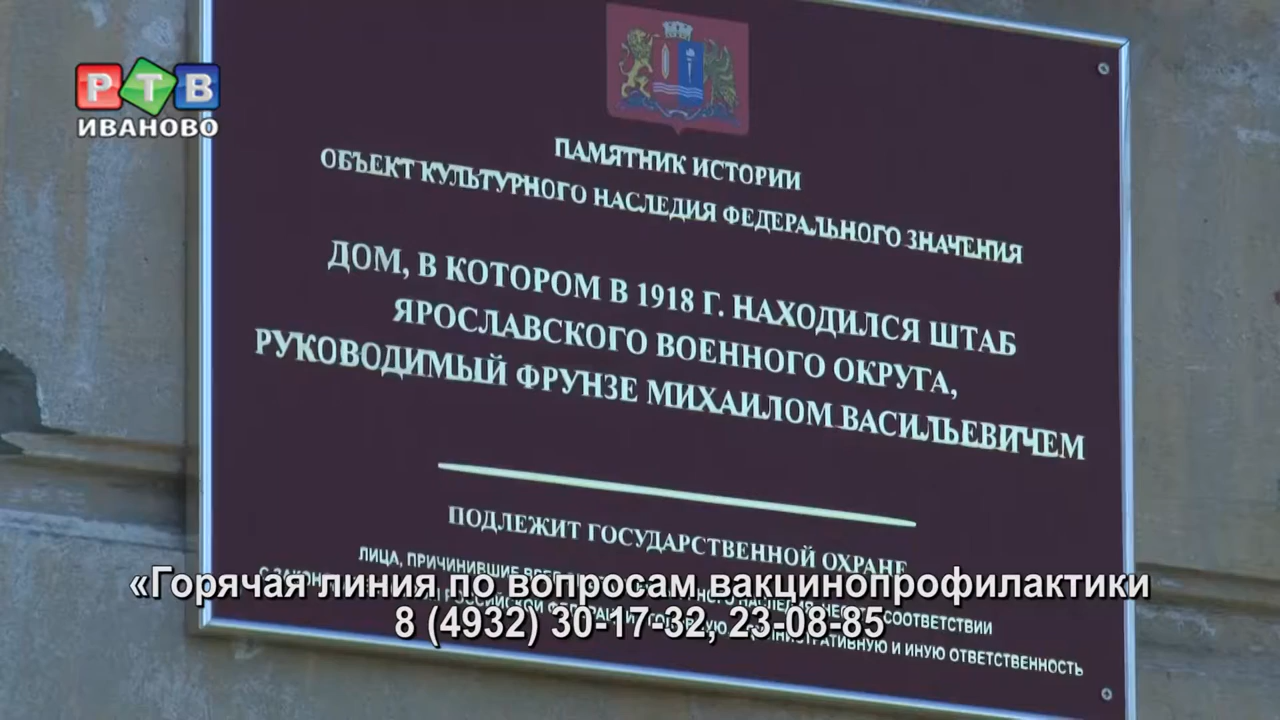 РТВ
ИВАНОВО
ПАМЯТНИК ИСТОРИИ
ОБЪЕКТ КУЛЬТУРНОГО НАСЛЕДИЯ ФЕДЕРАЛЬНОГО ЗНАЧЕНИЯ
ДОМ, В КОТОРОМ В 1918 Г. НАХОДИЛСЯ ШТАБ
ЯРОСЛАВСКОГО ВОЕННОГО ОКРУГА,
РУКОВОДИМЫЙ ФРУНЗЕ МИХАИЛОМ ВАСИЛЬЕВИЧЕМ
ПОДЛЕЖИТ ГОСУДАРСТВЕННОЙ ОХРАНЕ
ЛИЦА, ПРИЧИНИВШИЕ НАСЛЕДИЯ, СООТВЕТСТВИИ
РОССИЙСКОЙ И ИНУЮ ОТВЕТСТВЕННОСТЬ
«Горячая линия по вопросам вакцинопрофилактики
8 (4932) 30-17-32, 23-08-85